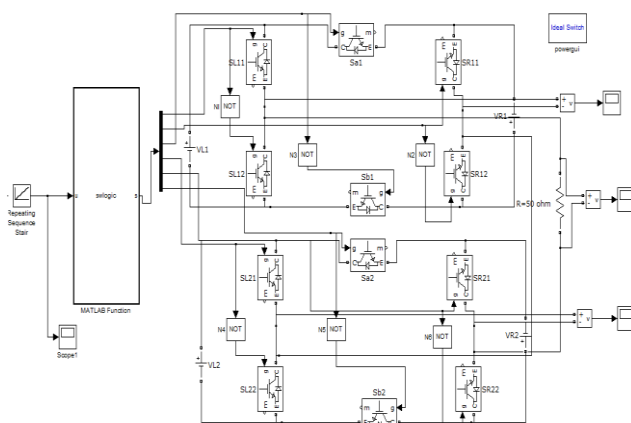 Ideal Switch
powergui
g
m
C
E
Sa1
SL11
SR11
NI
NOT
N3
NOT
N2
NOT
VL1
VR1
SL12
SR12
Sb1
R=50 ohm
+
-
v
u
swlogic
s
MATLAB Function
Repeating
Sequence
Stair
Scope1
g
m
C
E
Sa2
SL21
SR21
N4
NOT
N5
NOT
N6
NOT
VL2
VR2
SL22
SR22
Sb2
+
-
v
+
-
v